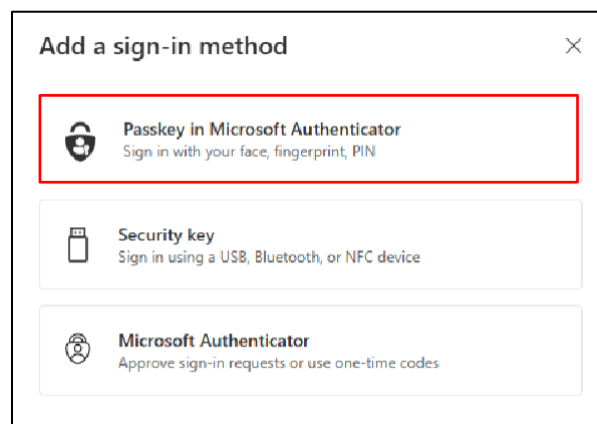 Add a sign-in method
Passkey in Microsoft Authenticator
Sign in with your face, fingerprint, PIN
Security key
Sign in using a USB, Bluetooth, or NFC device
Microsoft Authenticator
Approve sign-in requests or use one-time codes